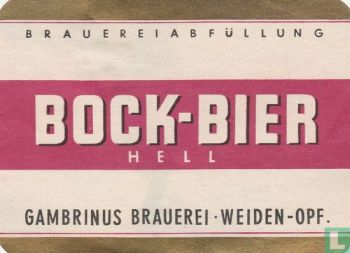 BRAUEREIABFÜLLUNG
BOCK-BIER
HELL
GAMBRINUS BRAUEREI·WEIDEN-OPF.